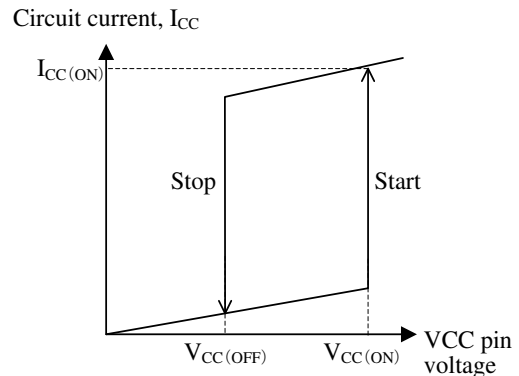 Circuit current, ICC
ICC(ON)
Stop
Start
VCC(OFF)
VCC(ON)
VCC pin
voltage